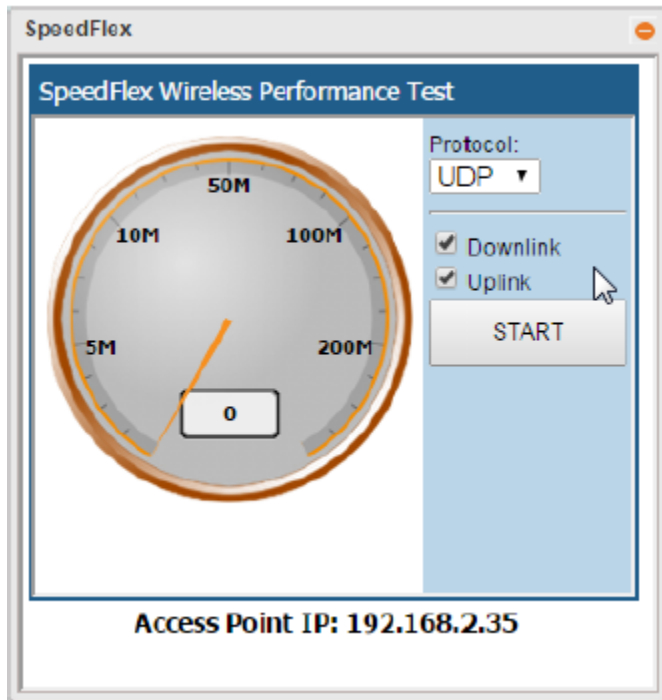 SpeedFlex
SpeedFlex Wireless Performance Test
50M
10M
100M
5M
200M
0
Protocol:
UDP
Downlink
Uplink
START
Access Point IP: 192.168.2.35